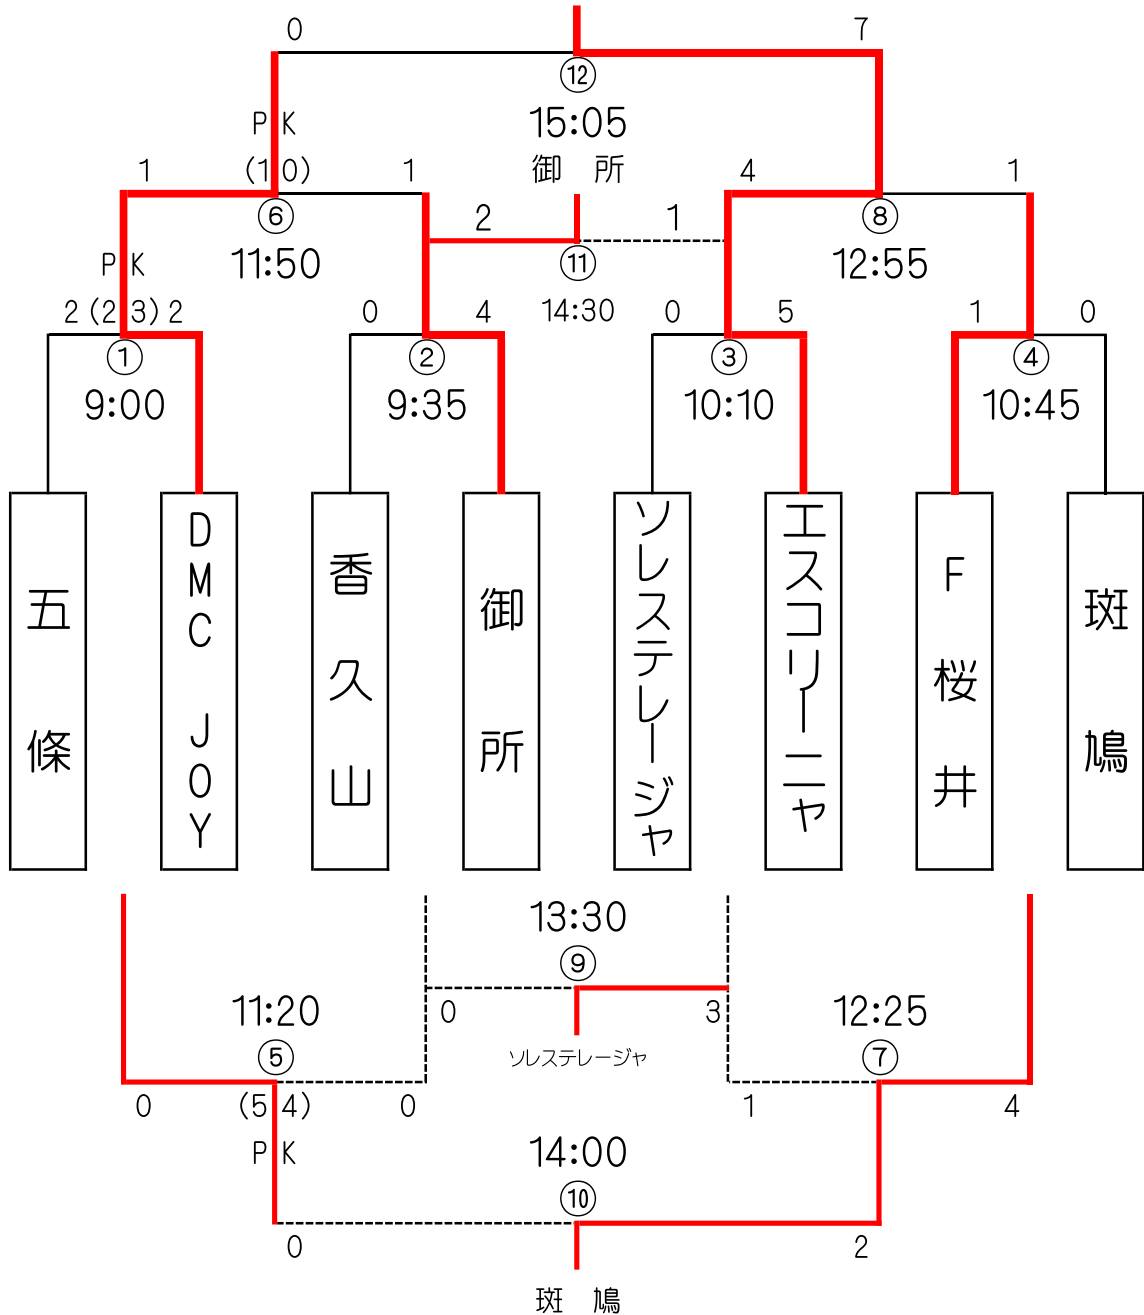 0 7
⑫
P K 15:05
1 (1 0) 1 御 所 4 1
⑥ 2 1 ⑧
P K 11:50 ⑪ 12:55
2 (2 3) 2 0 4 14:30 0 5 1 0
① ② ③ ④
9:00 9:35 10:10 10:45
五條
DMC JOY
香久山
御所
ソレステレージャ
エスコリーニャ
F桜井
斑鳩
13:30
⑨
11:20 0 3 12:25
⑤ ソレステレージャ ⑦
0 (5 4) 0 1 4
P K 14:00
⑩
0 2
斑 鳩